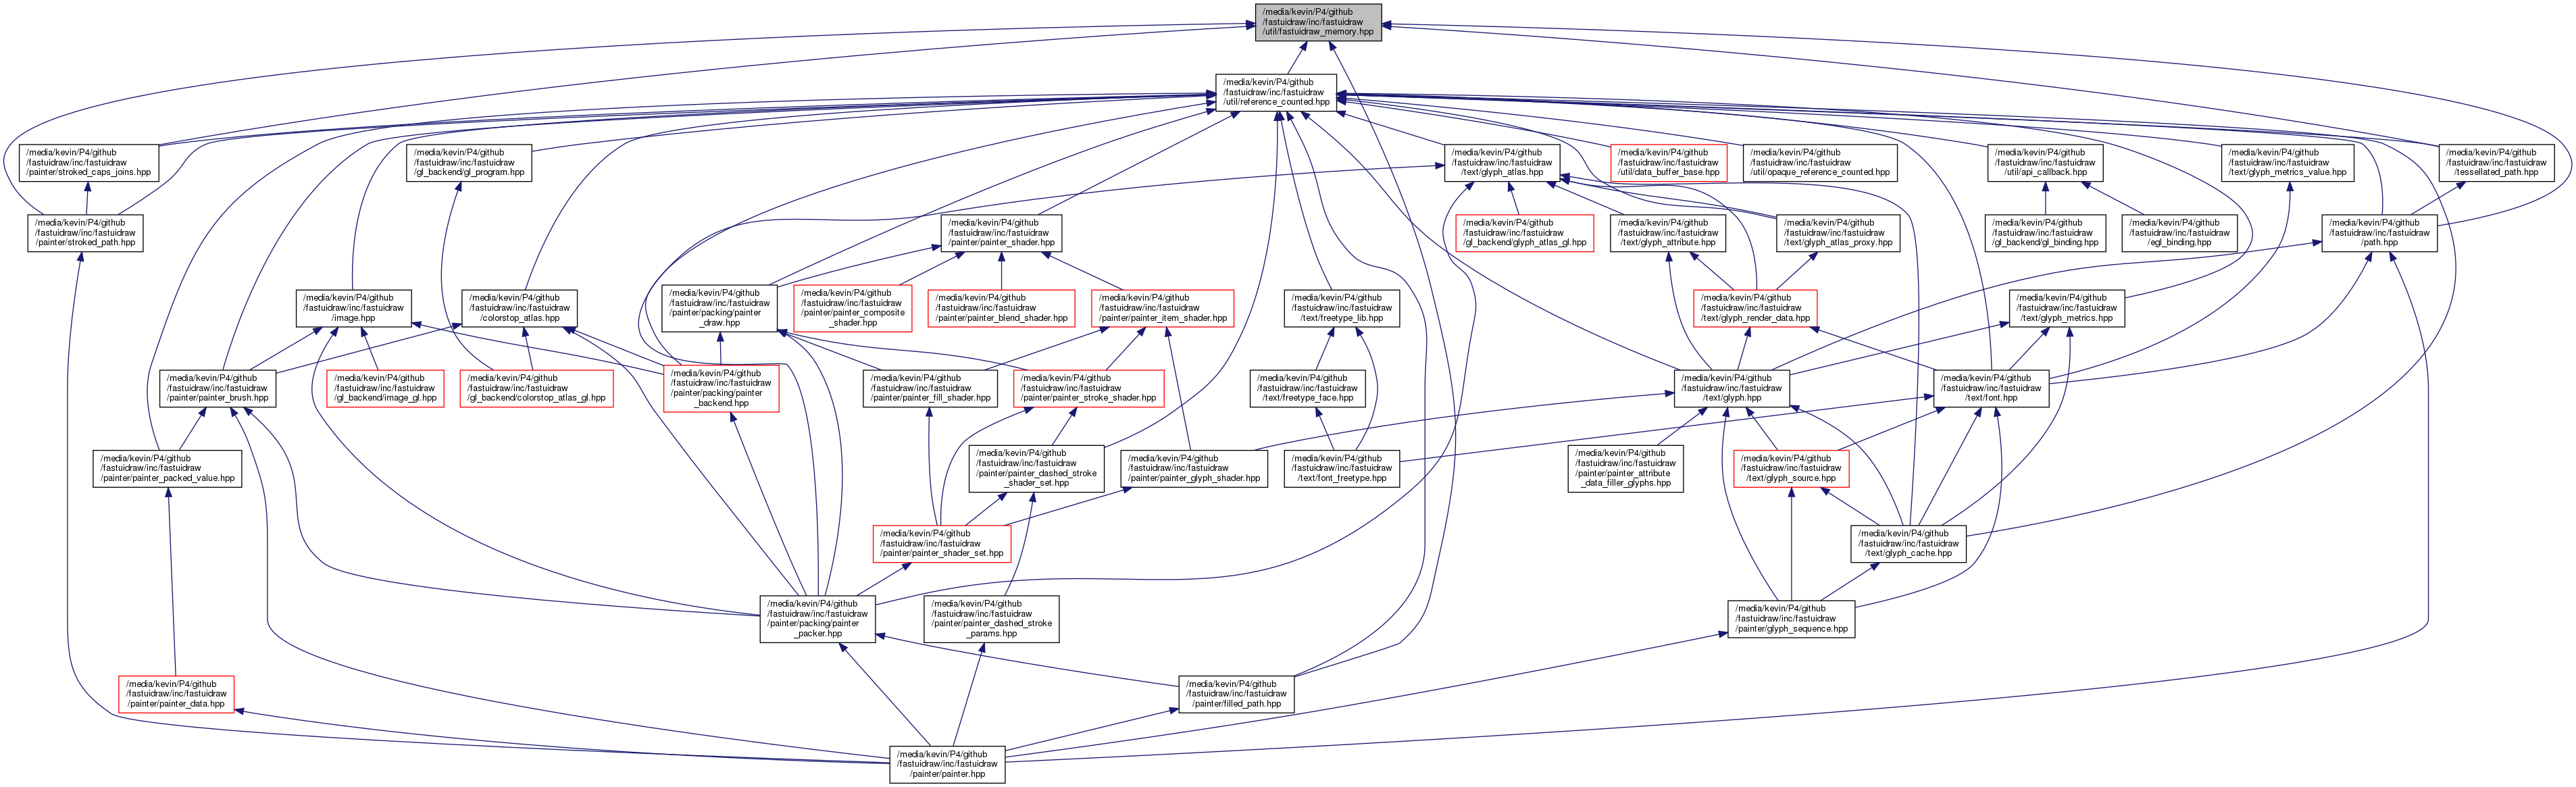 /media/kevin/P4/github
/fastuidraw/inc/fastuidraw
/util/fastuidraw_memory.hpp
/media/kevin/P4/github
/fastuidraw/inc/fastuidraw
/util/reference_counted.hpp
/media/kevin/P4/github
/fastuidraw/inc/fastuidraw
/painter/stroked_caps_joins.hpp
/media/kevin/P4/github
/fastuidraw/inc/fastuidraw
/gl_backend/gl_program.hpp
/media/kevin/P4/github
/fastuidraw/inc/fastuidraw
/text/glyph_atlas.hpp
/media/kevin/P4/github
/fastuidraw/inc/fastuidraw
/util/data_buffer_base.hpp
/media/kevin/P4/github
/fastuidraw/inc/fastuidraw
/util/opaque_reference_counted.hpp
/media/kevin/P4/github
/fastuidraw/inc/fastuidraw
/util/api_callback.hpp
/media/kevin/P4/github
/fastuidraw/inc/fastuidraw
/text/glyph_metrics_value.hpp
/media/kevin/P4/github
/fastuidraw/inc/fastuidraw
/tessellated_path.hpp
/media/kevin/P4/github
/fastuidraw/inc/fastuidraw
/painter/stroked_path.hpp
/media/kevin/P4/github
/fastuidraw/inc/fastuidraw
/painter/painter_shader.hpp
/media/kevin/P4/github
/fastuidraw/inc/fastuidraw
/gl_backend/glyph_atlas_gl.hpp
/media/kevin/P4/github
/fastuidraw/inc/fastuidraw
/text/glyph_attribute.hpp
/media/kevin/P4/github
/fastuidraw/inc/fastuidraw
/text/glyph_atlas_proxy.hpp
/media/kevin/P4/github
/fastuidraw/inc/fastuidraw
/gl_backend/gl_binding.hpp
/media/kevin/P4/github
/fastuidraw/inc/fastuidraw
/egl_binding.hpp
/media/kevin/P4/github
/fastuidraw/inc/fastuidraw
/path.hpp
/media/kevin/P4/github
/fastuidraw/inc/fastuidraw
/image.hpp
/media/kevin/P4/github
/fastuidraw/inc/fastuidraw
/colorstop_atlas.hpp
/media/kevin/P4/github
/fastuidraw/inc/fastuidraw
/painter/packing/painter
_draw.hpp
/media/kevin/P4/github
/fastuidraw/inc/fastuidraw
/painter/painter_composite
_shader.hpp
/media/kevin/P4/github
/fastuidraw/inc/fastuidraw
/painter/painter_blend_shader.hpp
/media/kevin/P4/github
/fastuidraw/inc/fastuidraw
/painter/painter_item_shader.hpp
/media/kevin/P4/github
/fastuidraw/inc/fastuidraw
/text/freetype_lib.hpp
/media/kevin/P4/github
/fastuidraw/inc/fastuidraw
/text/glyph_render_data.hpp
/media/kevin/P4/github
/fastuidraw/inc/fastuidraw
/text/glyph_metrics.hpp
/media/kevin/P4/github
/fastuidraw/inc/fastuidraw
/painter/painter_brush.hpp
/media/kevin/P4/github
/fastuidraw/inc/fastuidraw
/gl_backend/image_gl.hpp
/media/kevin/P4/github
/fastuidraw/inc/fastuidraw
/gl_backend/colorstop_atlas_gl.hpp
/media/kevin/P4/github
/fastuidraw/inc/fastuidraw
/painter/packing/painter
_backend.hpp
/media/kevin/P4/github
/fastuidraw/inc/fastuidraw
/painter/painter_fill_shader.hpp
/media/kevin/P4/github
/fastuidraw/inc/fastuidraw
/painter/painter_stroke_shader.hpp
/media/kevin/P4/github
/fastuidraw/inc/fastuidraw
/text/freetype_face.hpp
/media/kevin/P4/github
/fastuidraw/inc/fastuidraw
/text/glyph.hpp
/media/kevin/P4/github
/fastuidraw/inc/fastuidraw
/text/font.hpp
/media/kevin/P4/github
/fastuidraw/inc/fastuidraw
/painter/painter_packed_value.hpp
/media/kevin/P4/github
/fastuidraw/inc/fastuidraw
/painter/painter_dashed_stroke
_shader_set.hpp
/media/kevin/P4/github
/fastuidraw/inc/fastuidraw
/painter/painter_glyph_shader.hpp
/media/kevin/P4/github
/fastuidraw/inc/fastuidraw
/text/font_freetype.hpp
/media/kevin/P4/github
/fastuidraw/inc/fastuidraw
/painter/painter_attribute
_data_filler_glyphs.hpp
/media/kevin/P4/github
/fastuidraw/inc/fastuidraw
/text/glyph_source.hpp
/media/kevin/P4/github
/fastuidraw/inc/fastuidraw
/painter/painter_shader_set.hpp
/media/kevin/P4/github
/fastuidraw/inc/fastuidraw
/text/glyph_cache.hpp
/media/kevin/P4/github
/fastuidraw/inc/fastuidraw
/painter/packing/painter
_packer.hpp
/media/kevin/P4/github
/fastuidraw/inc/fastuidraw
/painter/painter_dashed_stroke
_params.hpp
/media/kevin/P4/github
/fastuidraw/inc/fastuidraw
/painter/glyph_sequence.hpp
/media/kevin/P4/github
/fastuidraw/inc/fastuidraw
/painter/painter_data.hpp
/media/kevin/P4/github
/fastuidraw/inc/fastuidraw
/painter/filled_path.hpp
/media/kevin/P4/github
/fastuidraw/inc/fastuidraw
/painter/painter.hpp